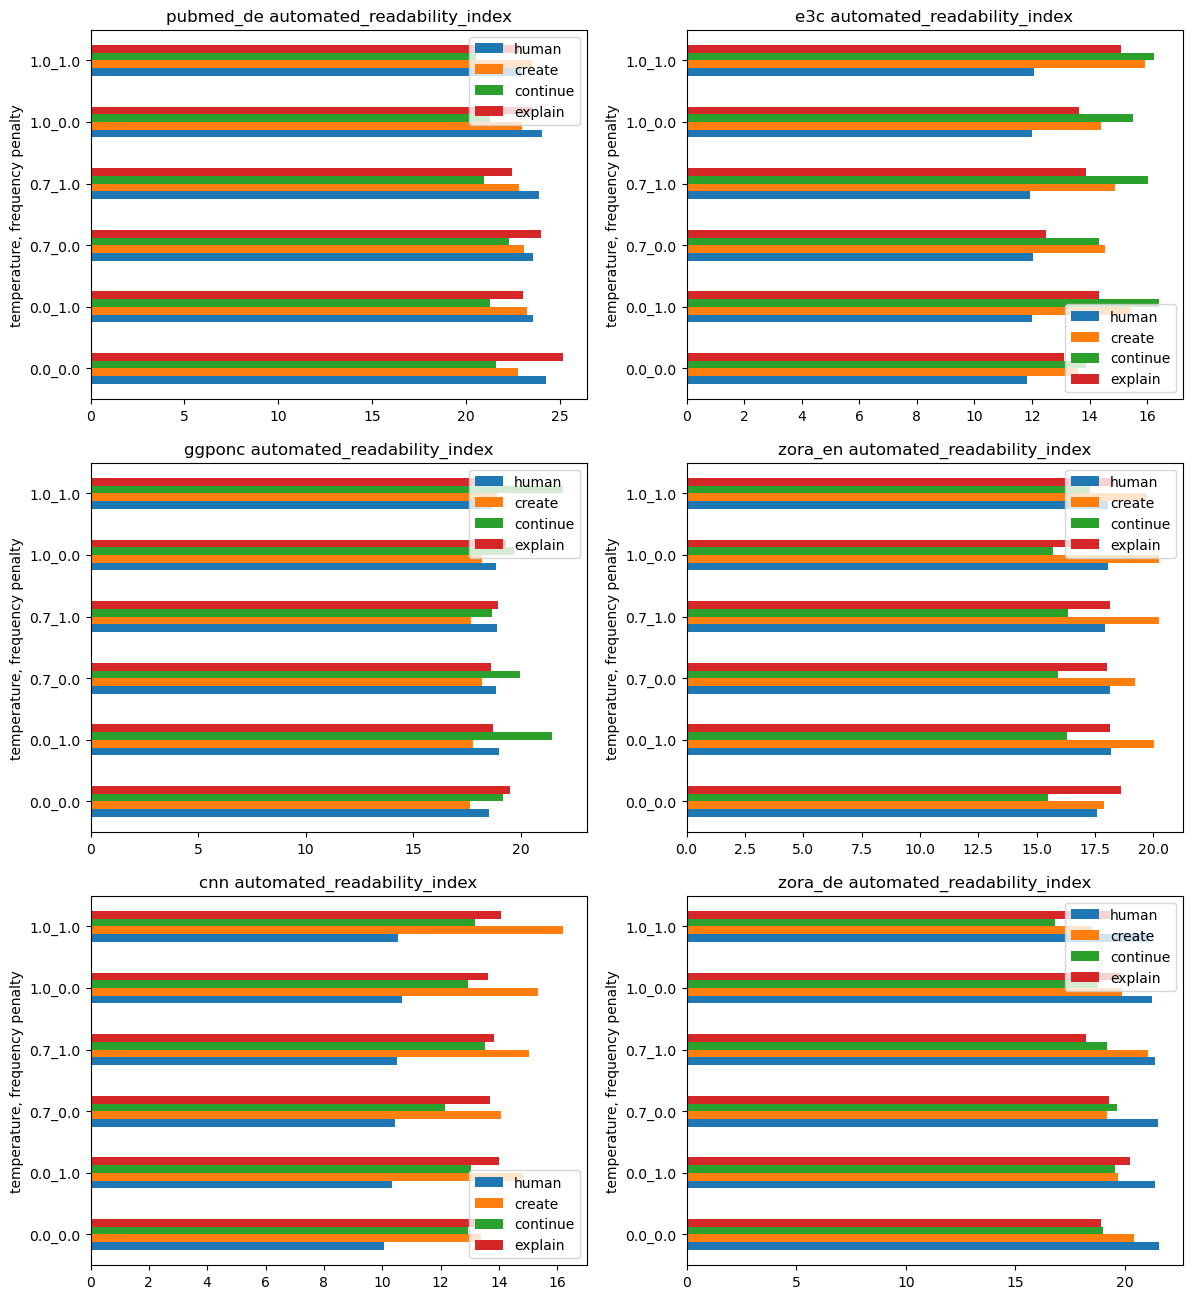 pubmed_de automated_readability_index
temperature, frequency penalty
1.0_1.0
1.0_0.0
0.7_1.0
0.7_0.0
0.0_1.0
0.0_0.0
0 5 10 15 20 25
human
create
continue
explain
e3c automated_readability_index
temperature, frequency penalty
1.0_1.0
1.0_0.0
0.7_1.0
0.7_0.0
0.0_1.0
0.0_0.0
0 2 4 6 8 10 12 14 16
human
create
continue
explain
ggponc automated_readability_index
temperature, frequency penalty
1.0_1.0
1.0_0.0
0.7_1.0
0.7_0.0
0.0_1.0
0.0_0.0
0 5 10 15 20
human
create
continue
explain
zora_en automated_readability_index
temperature, frequency penalty
1.0_1.0
1.0_0.0
0.7_1.0
0.7_0.0
0.0_1.0
0.0_0.0
0.0 2.5 5.0 7.5 10.0 12.5 15.0 17.5 20.0
human
create
continue
explain
cnn automated_readability_index
temperature, frequency penalty
1.0_1.0
1.0_0.0
0.7_1.0
0.7_0.0
0.0_1.0
0.0_0.0
0 2 4 6 8 10 12 14 16
human
create
continue
explain
zora_de automated_readability_index
temperature, frequency penalty
1.0_1.0
1.0_0.0
0.7_1.0
0.7_0.0
0.0_1.0
0.0_0.0
0 5 10 15 20
human
create
continue
explain